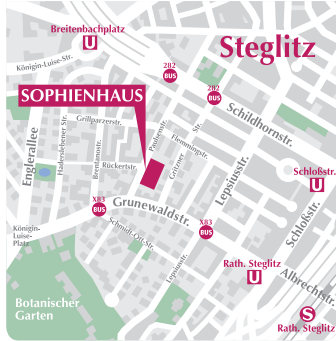 Breitenbachplatz
U
Steglitz
Königin-Luise-Str.
282
BUS
282
BUS
SOPHIENHAUS
Schildhornstr.
Grillparzerstr.
Paulsenstr.
Str.
Flemmingstr.
Englerallee
Haderslebener Str.
Brentanostr.
Rückertstr.
Gritzner
Lepsiusstr.
Schloßstr.
U
X83
BUS
Grunewaldstr.
X83
BUS
Schloßstr.
Königin-
Luise-
Platz
Schmidt-Ott-Str.
Lepsiusstr.
Rath. Steglitz
U
Albrechtstr.
Botanischer
Garten
S
Rath. Steglitz